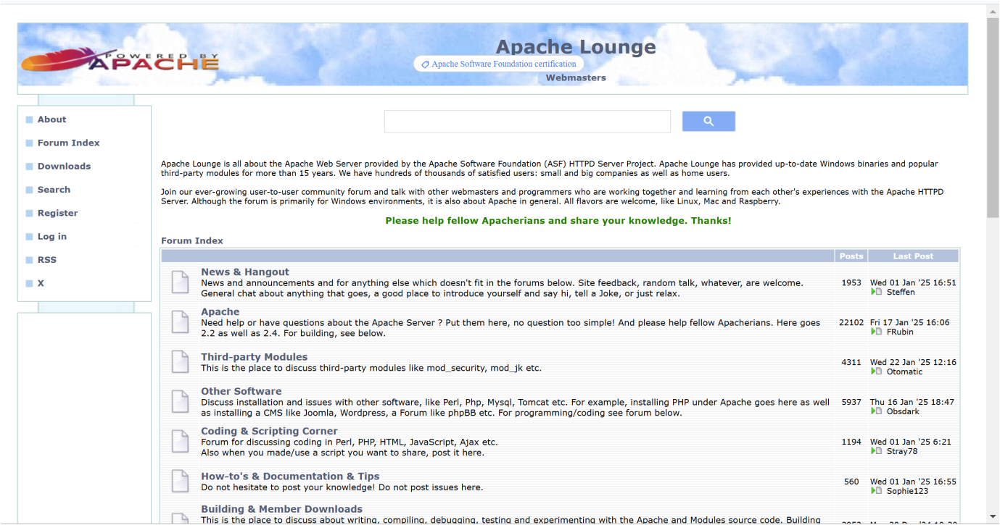 POWERED BY
APACHE
Apache Lounge
Apache Software Foundation certification
Webmasters
About
Forum Index
Downloads
Search
Register
Log in
RSS
X
Apache Lounge is all about the Apache Web Server provided by the Apache Software Foundation (ASF) HTTPD Server Project. Apache Lounge has provided up-to-date Windows binaries and popular
third-party modules for more than 15 years. We have hundreds of thousands of satisfied users: small and big companies as well as home users.
Join our ever-growing user-to-user community forum and talk with other webmasters and programmers who are working together and learning from each other's experiences with the Apache HTTPD
Server. Although the forum is primarily for Windows environments, it is also about Apache in general. All flavors are welcome, like Linux, Mac and Raspberry.
Please help fellow Apacherians and share your knowledge. Thanks!
Forum Index
Posts Last Post
News & Hangout
News and announcements and for anything else which doesn't fit in the forums below. Site feedback, random talk, whatever, are welcome.
General chat about anything that goes, a good place to introduce yourself and say hi, tell a Joke, or just relax.
1953 Wed 01 Jan '25 16:51
Steffen
Apache
Need help or have questions about the Apache Server ? Put them here, no question too simple! And please help fellow Apacherians. Here goes
2.2 as well as 2.4. For building, see below.
22102 Fri 17 Jan '25 16:06
FRubin
Third-party Modules
This is the place to discuss third-party modules like mod_security, mod_jk etc.
4311 Wed 22 Jan '25 12:16
Otomatic
Other Software
Discuss installation and issues with other software, like Perl, Php, Mysql, Tomcat etc. For example, installing PHP under Apache goes here as well
as installing a CMS like Joomla, Wordpress, a Forum like phpBB etc. For programming/coding see forum below.
5937 Thu 16 Jan '25 18:47
Obsdark
Coding & Scripting Corner
Forum for discussing coding in Perl, PHP, HTML, JavaScript, Ajax etc.
Also when you made/use a script you want to share, post it here.
1194 Wed 01 Jan '25 6:21
Stray78
How-to's & Documentation & Tips
Do not hesitate to post your knowledge! Do not post issues here.
560 Wed 01 Jan '25 16:55
Sophie123
Building & Member Downloads
This is the place to discuss about writing, compiling, debugging, testing and experimenting with the Apache and Modules source code. Building